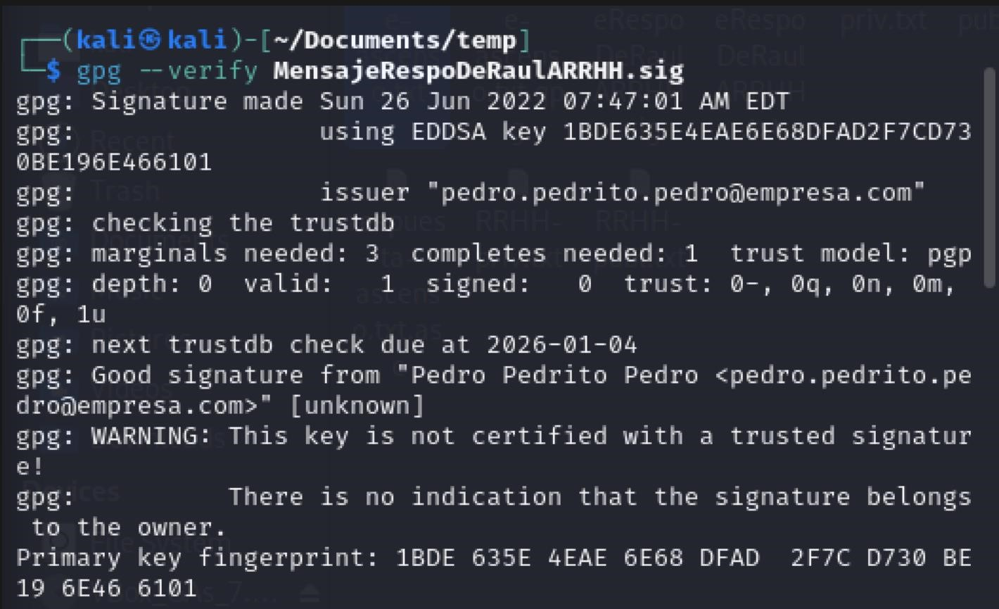 ┌──(kali㉿kali)-[~/Documents/temp]
└─$ gpg --verify MensajeRespoDeRaulARRHH.sig
gpg: Signature made Sun 26 Jun 2022 07:47:01 AM EDT
gpg:                using EDDSA key 1BDE635E4EAE6E68DFAD2F7CD73
0BE196E466101
gpg:                issuer "pedro.pedrito.pedro@empresa.com"
gpg: checking the trustdb
gpg: marginals needed: 3  completes needed: 1  trust model: pgp
gpg: depth: 0  valid:   1  signed:   0  trust: 0-, 0q, 0n, 0m,
0f, 1u
gpg: next trustdb check due at 2026-01-04
gpg: Good signature from "Pedro Pedrito Pedro <pedro.pedrito.pe
dro@empresa.com>" [unknown]
gpg: WARNING: This key is not certified with a trusted signatur
e!
gpg:          There is no indication that the signature belongs
 to the owner.
Primary key fingerprint: 1BDE 635E 4EAE 6E68 DFAD  2F7C D730 BE
19 6E46 6101